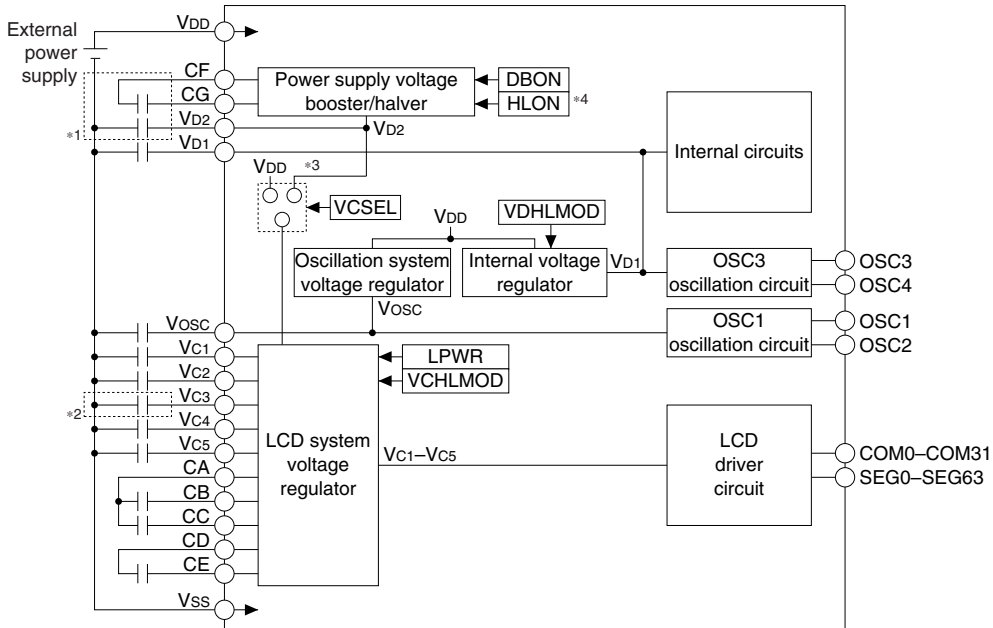 External
power
supply
VDD
CF
CG
VD2
VD1
*1
Power supply voltage
booster/halver
DBON
HLON
*4
VD2
Internal circuits
VDD
*3
VCSEL
VDD
VDHLMOD
Oscillation system
voltage regulator
Internal voltage
regulator
VD1
VOSC
OSC3
oscillation circuit
OSC3
OSC4
OSC1
oscillation circuit
OSC1
OSC2
VOSC
VC1
VC2
VC3
*2
VC4
VC5
CA
CB
CC
CD
CE
VSS
LCD system
voltage
regulator
LPWR
VCHLMOD
VC1–VC5
LCD
driver
circuit
COM0–COM31
SEG0–SEG63